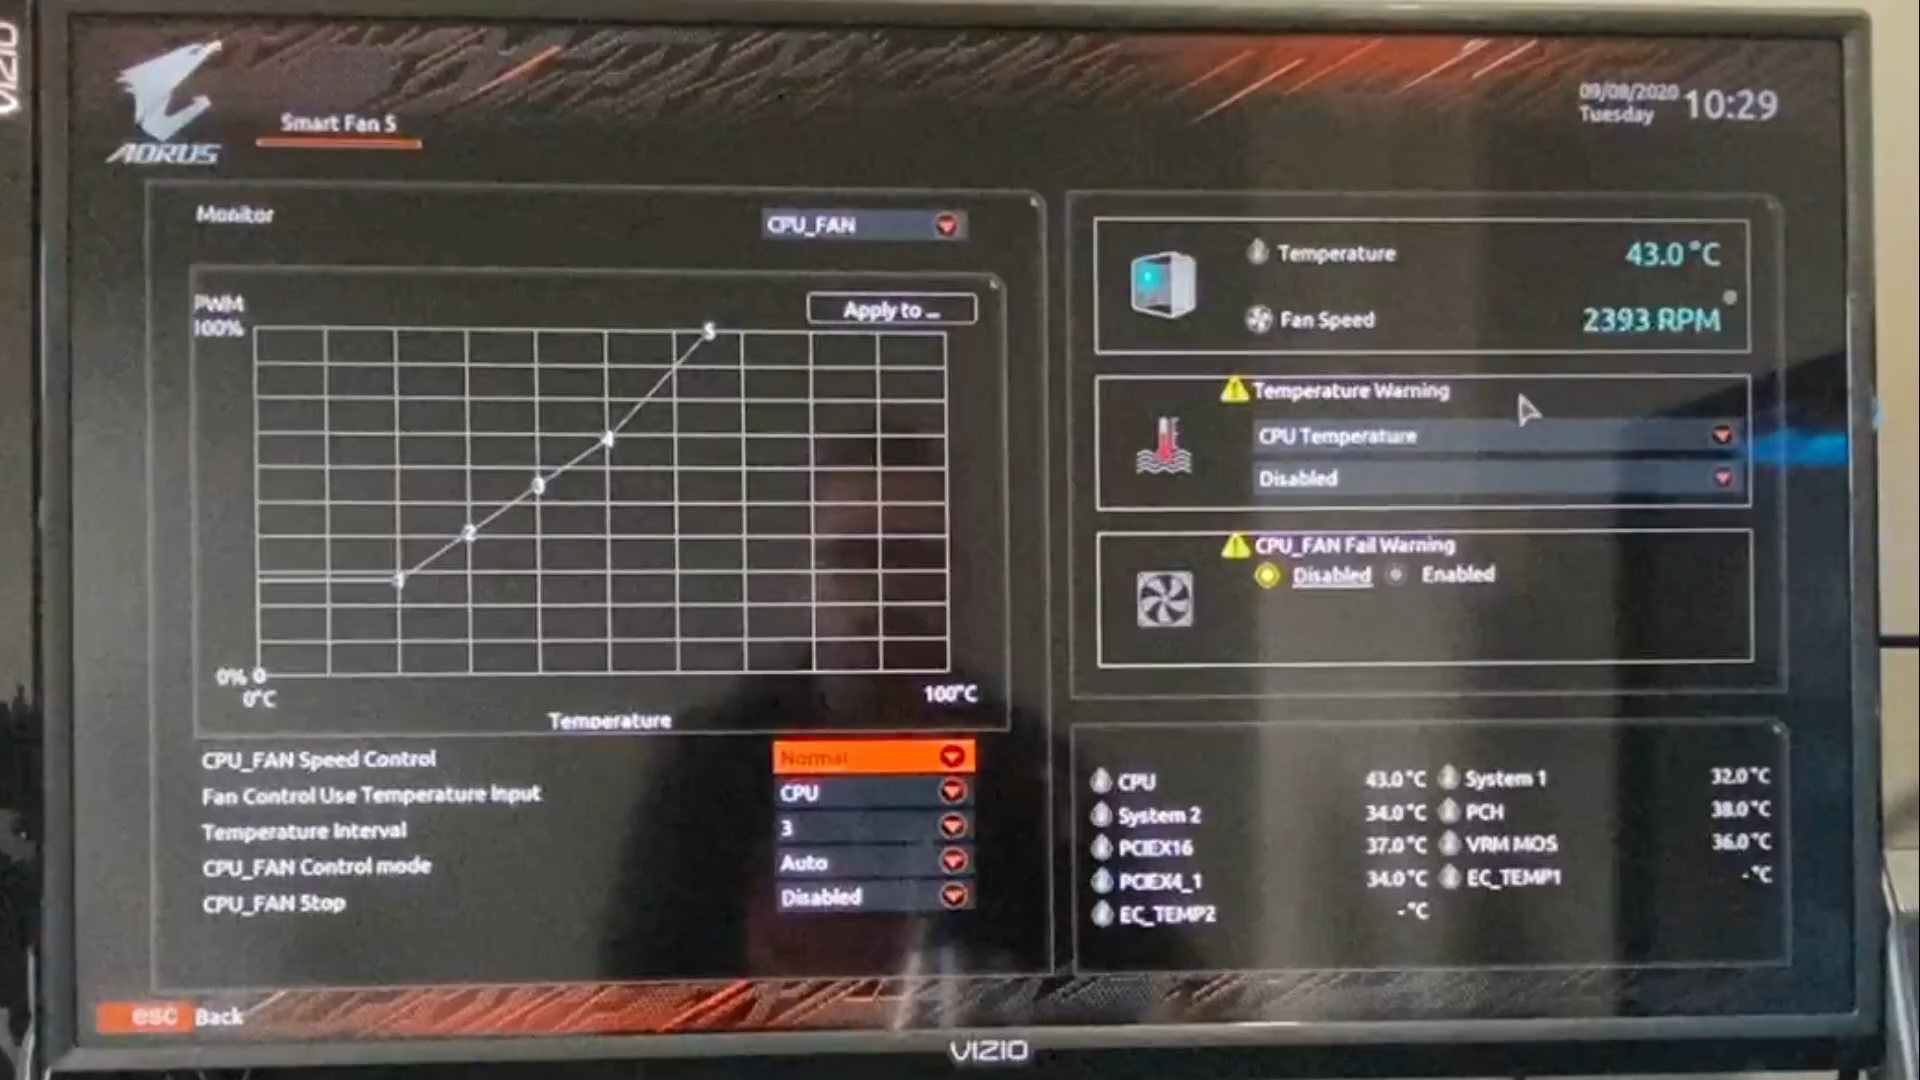 VIZIO
AORUS
Smart Fan 5
09/08/2020
Tuesday
10:29
Monitor
CPU_FAN
PWM
100%
Apply to ...
1
2
3
4
5
0% 0
0°C
100°C
Temperature
CPU_FAN Speed Control Normal
Fan Control Use Temperature Input CPU
Temperature Interval 3
CPU_FAN Control mode Auto
CPU_FAN Stop Disabled
Temperature 43.0 °C
Fan Speed 2393 RPM
Temperature Warning
CPU Temperature
Disabled
CPU_FAN Fail Warning
Disabled Enabled
CPU 43.0 °C System 1 32.0 °C
System 2 34.0 °C PCH 38.0 °C
PCIEX16 37.0 °C VRM MOS 36.0 °C
PCIEX4_1 34.0 °C EC_TEMP1 - °C
EC_TEMP2 - °C
esc Back
VIZIO